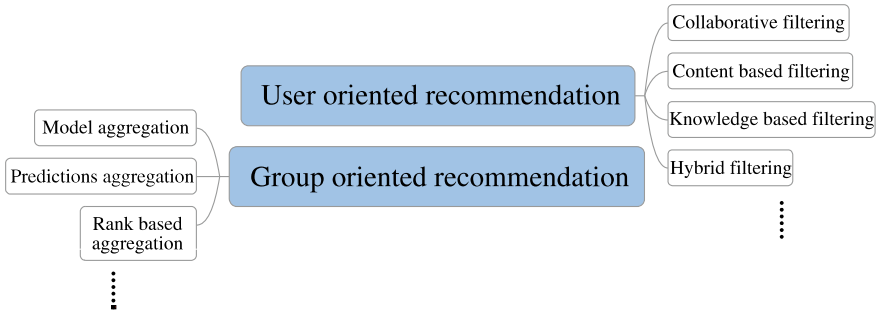 User oriented recommendation
Collaborative filtering
Content based filtering
Knowledge based filtering
Hybrid filtering
Group oriented recommendation
Model aggregation
Predictions aggregation
Rank based
aggregation